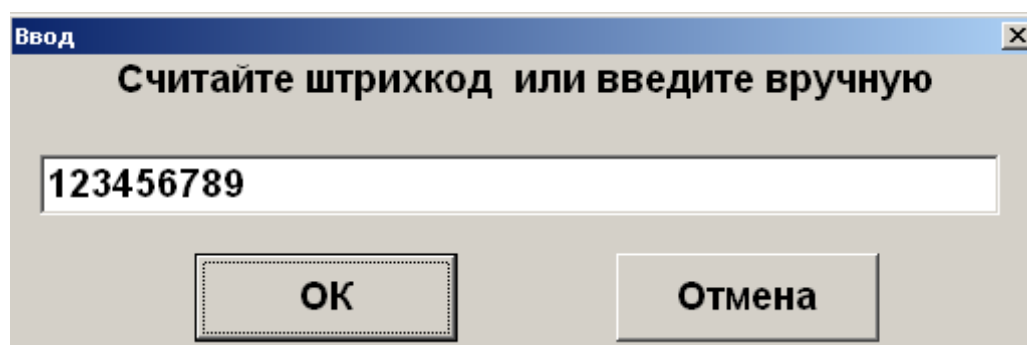 Ввод
Считайте штрихкод  или введите вручную
123456789
ОК
Отмена